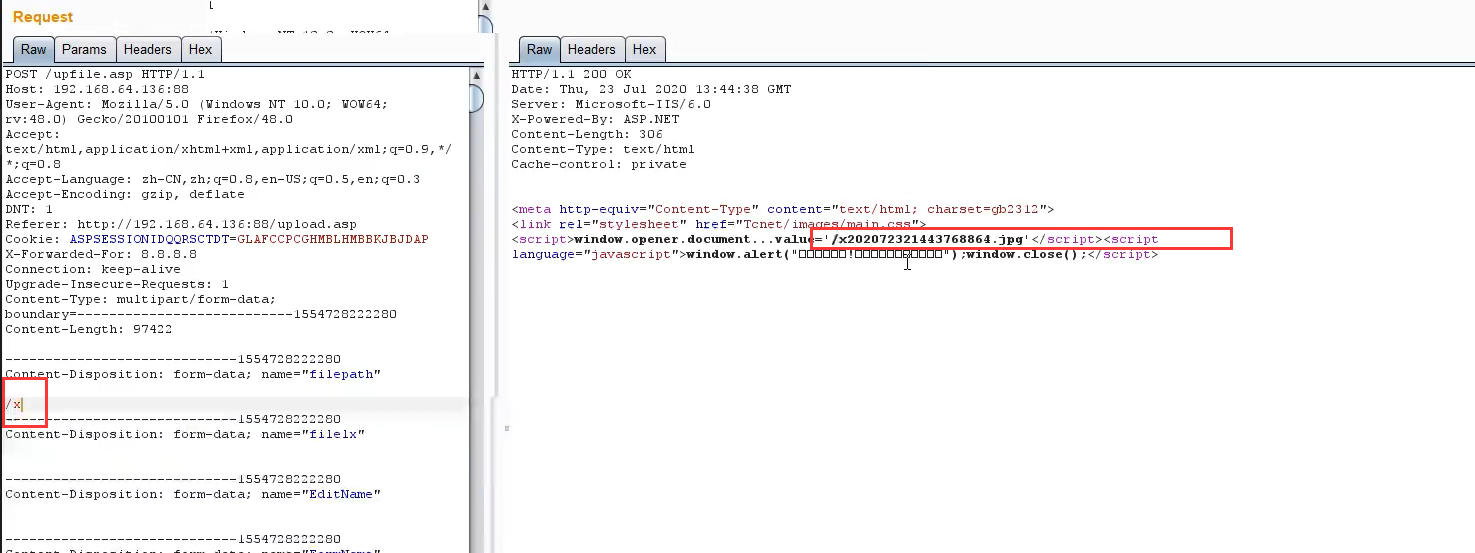 Request
Raw Params Headers Hex
POST /upfile.asp HTTP/1.1
Host: 192.168.64.136:88
User-Agent: Mozilla/5.0 (Windows NT 10.0; WOW64;
rv:48.0) Gecko/20100101 Firefox/48.0
Accept:
text/html,application/xhtml+xml,application/xml;q=0.9,*/
*;q=0.8
Accept-Language: zh-CN,zh;q=0.8,en-US;q=0.5,en;q=0.3
Accept-Encoding: gzip, deflate
DNT: 1
Referer: http://192.168.64.136:88/upload.asp
Cookie: ASPSESSIONIDQQRSCTDT=GLAFCCPCGHMBLHMBBKJBJDAP
X-Forwarded-For: 8.8.8.8
Connection: keep-alive
Upgrade-Insecure-Requests: 1
Content-Type: multipart/form-data;
boundary=---------------------------1554728222280
Content-Length: 97422
-----------------------------1554728222280
Content-Disposition: form-data; name="filepath"
/x
-----------------------------1554728222280
Content-Disposition: form-data; name="filelx"
-----------------------------1554728222280
Content-Disposition: form-data; name="EditName"
-----------------------------1554728222280
Content-Disposition: form-data; name="FormName"
Raw Headers Hex
HTTP/1.1 200 OK
Date: Thu, 23 Jul 2020 13:44:38 GMT
Server: Microsoft-IIS/6.0
X-Powered-By: ASP.NET
Content-Length: 306
Content-Type: text/html
Cache-control: private
<meta http-equiv="Content-Type" content="text/html; charset=gb2312">
<link rel="stylesheet" href="Tcnet/images/main.css">
<script>window.opener.document...value='/x202072321443768864.jpg'</script><script
language="javascript">window.alert("□□□□□□!□□□□□□□□□□□");window.close();</script>